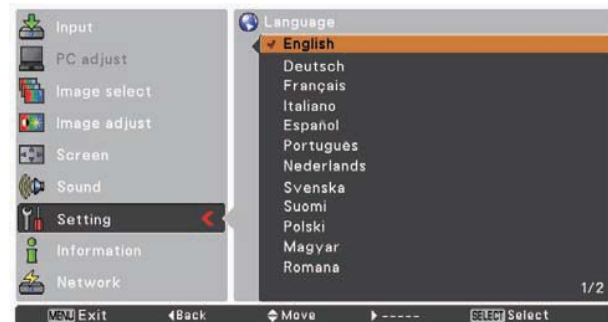 Input
PC adjust
Image select
Image adjust
Screen
Sound
Setting
Information
Network
Language
English
Deutsch
Français
Italiano
Español
Português
Nederlands
Svenska
Suomi
Polski
Magyar
Romana
1/2
MENU Exit ◀Back Move ▶----- SELECT Select